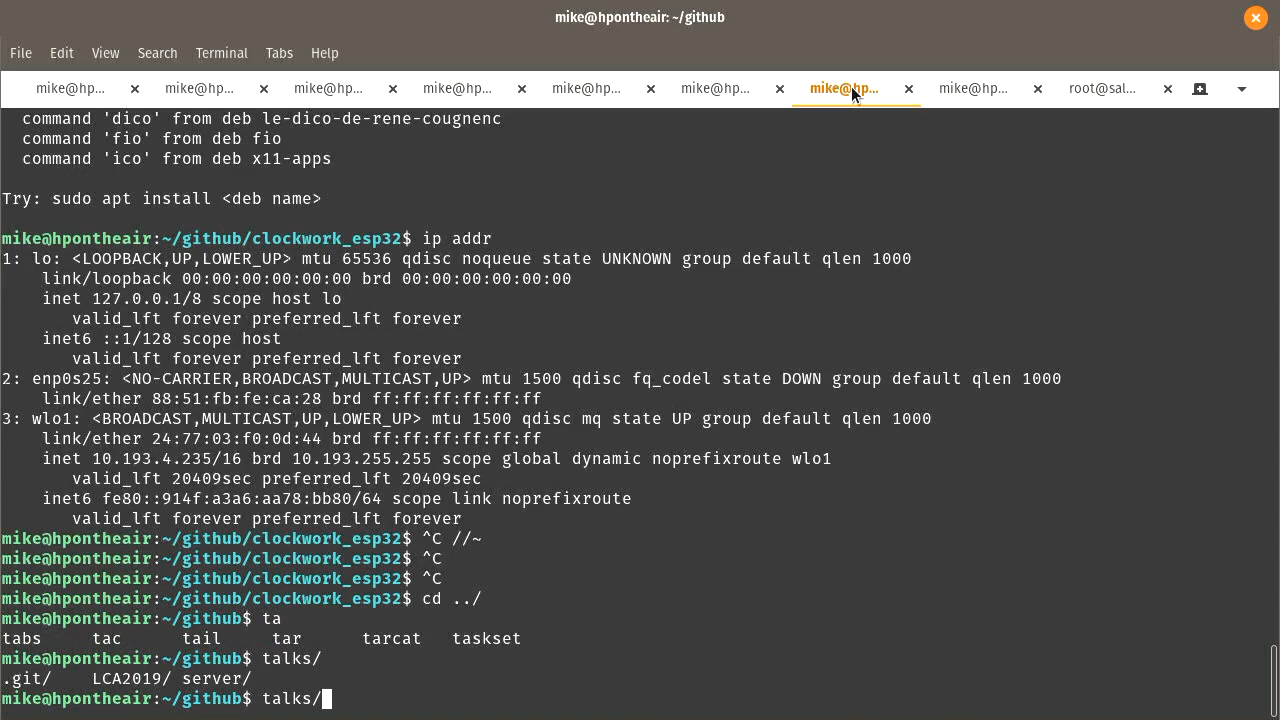 mike@hpontheair: ~/github
File Edit View Search Terminal Tabs Help
mike@hp... mike@hp... mike@hp... mike@hp... mike@hp... mike@hp... mike@hp... mike@hp... root@sal...
command 'dico' from deb le-dico-de-rene-cougnenc
command 'fio' from deb fio
command 'ico' from deb x11-apps
Try: sudo apt install <deb name>
mike@hpontheair:~/github/clockwork_esp32$ ip addr
1: lo: <LOOPBACK,UP,LOWER_UP> mtu 65536 qdisc noqueue state UNKNOWN group default qlen 1000
link/loopback 00:00:00:00:00:00 brd 00:00:00:00:00:00
inet 127.0.0.1/8 scope host lo
valid_lft forever preferred_lft forever
inet6 ::1/128 scope host
valid_lft forever preferred_lft forever
2: enp0s25: <NO-CARRIER,BROADCAST,MULTICAST,UP> mtu 1500 qdisc fq_codel state DOWN group default qlen 1000
link/ether 88:51:fb:fe:ca:28 brd ff:ff:ff:ff:ff:ff
3: wlo1: <BROADCAST,MULTICAST,UP,LOWER_UP> mtu 1500 qdisc mq state UP group default qlen 1000
link/ether 24:77:03:f0:0d:44 brd ff:ff:ff:ff:ff:ff
inet 10.193.4.235/16 brd 10.193.255.255 scope global dynamic noprefixroute wlo1
valid_lft 20409sec preferred_lft 20409sec
inet6 fe80::914f:a3a6:aa78:bb80/64 scope link noprefixroute
valid_lft forever preferred_lft forever
mike@hpontheair:~/github/clockwork_esp32$ ^C //~
mike@hpontheair:~/github/clockwork_esp32$ ^C
mike@hpontheair:~/github/clockwork_esp32$ ^C
mike@hpontheair:~/github/clockwork_esp32$ cd ../
mike@hpontheair:~/github$ ta
tabs tac tail tar tarcat taskset
mike@hpontheair:~/github$ talks/
.git/ LCA2019/ server/
mike@hpontheair:~/github$ talks/